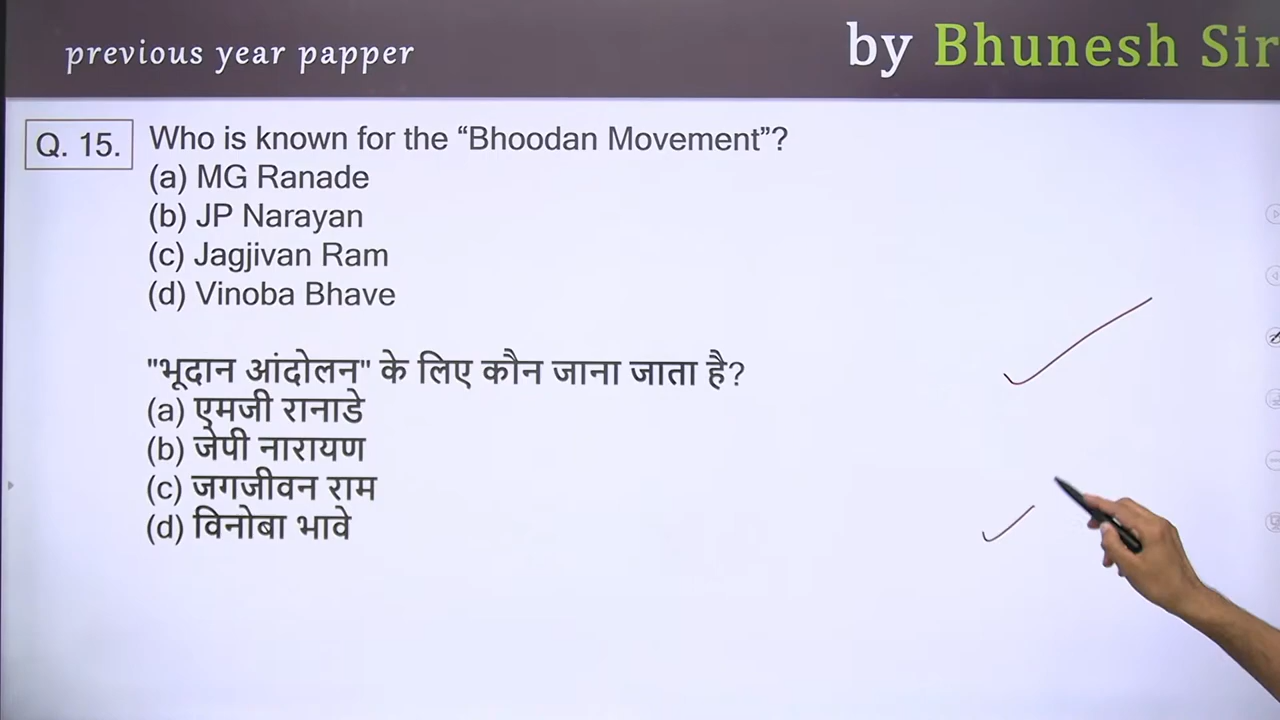 previous year papper
by Bhunesh Sir
Q. 15. Who is known for the “Bhoodan Movement”?
(a) MG Ranade
(b) JP Narayan
(c) Jagjivan Ram
(d) Vinoba Bhave
"भूदान आंदोलन" के लिए कौन जाना जाता है?
(a) एमजी रानाडे
(b) जेपी नारायण
(c) जगजीवन राम
(d) विनोबा भावे